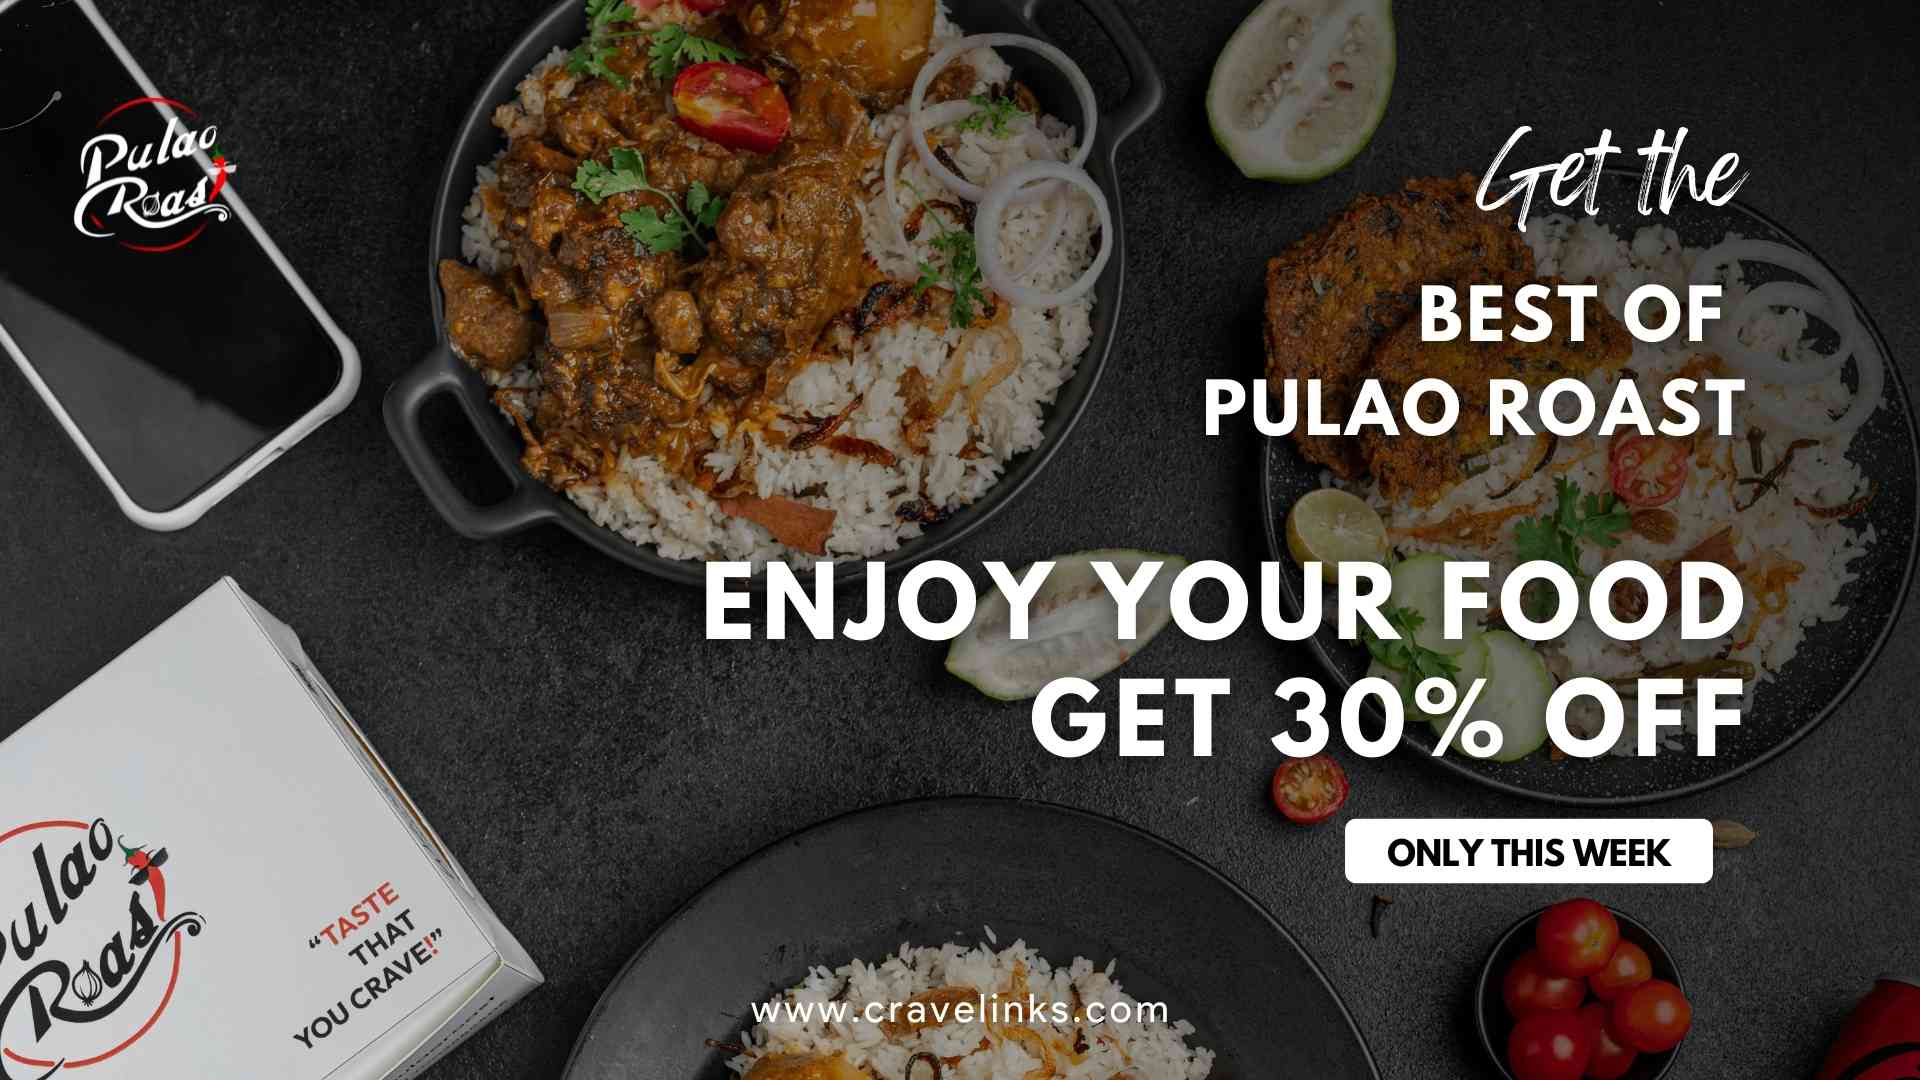 Pulao
Roast
Get the
BEST OF
PULAO ROAST
ENJOY YOUR FOOD
GET 30% OFF
ONLY THIS WEEK
Pulao
Roast
“TASTE
THAT
YOU CRAVE!”
www.cravelinks.com